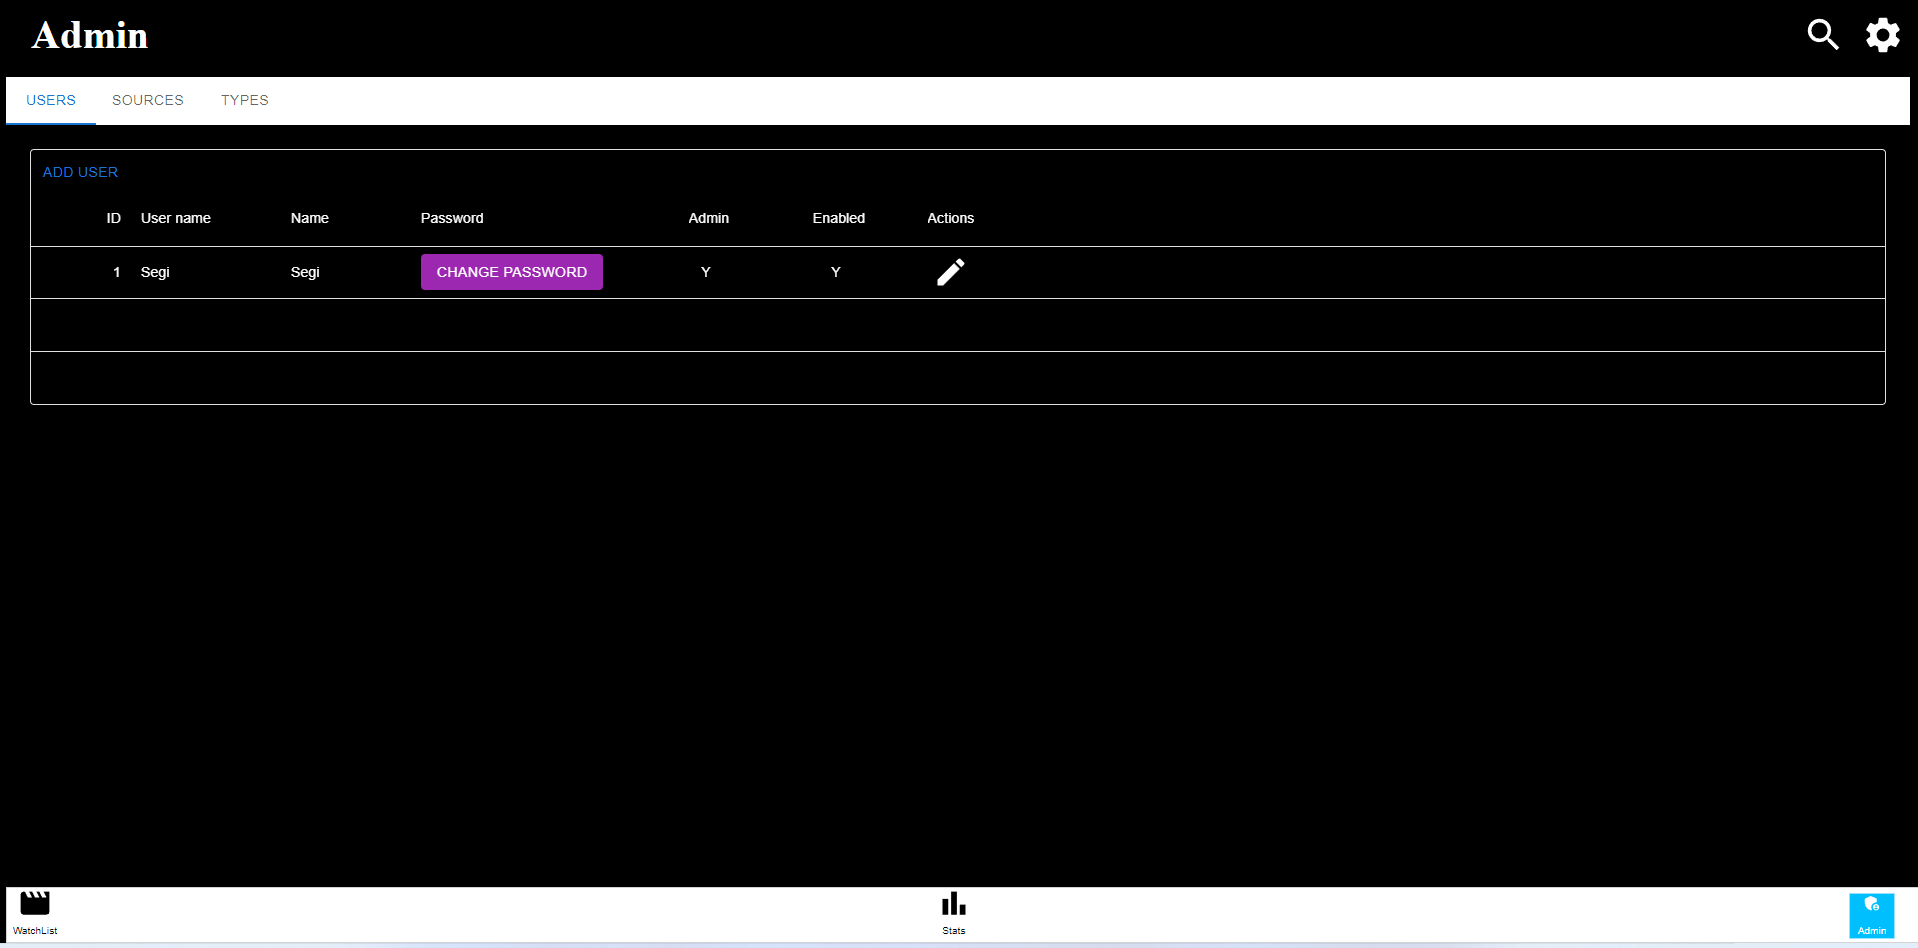 Admin
USERS SOURCES TYPES
ADD USER
ID User name Name Password Admin Enabled Actions
1 Segi Segi CHANGE PASSWORD Y Y
WatchList Stats Admin